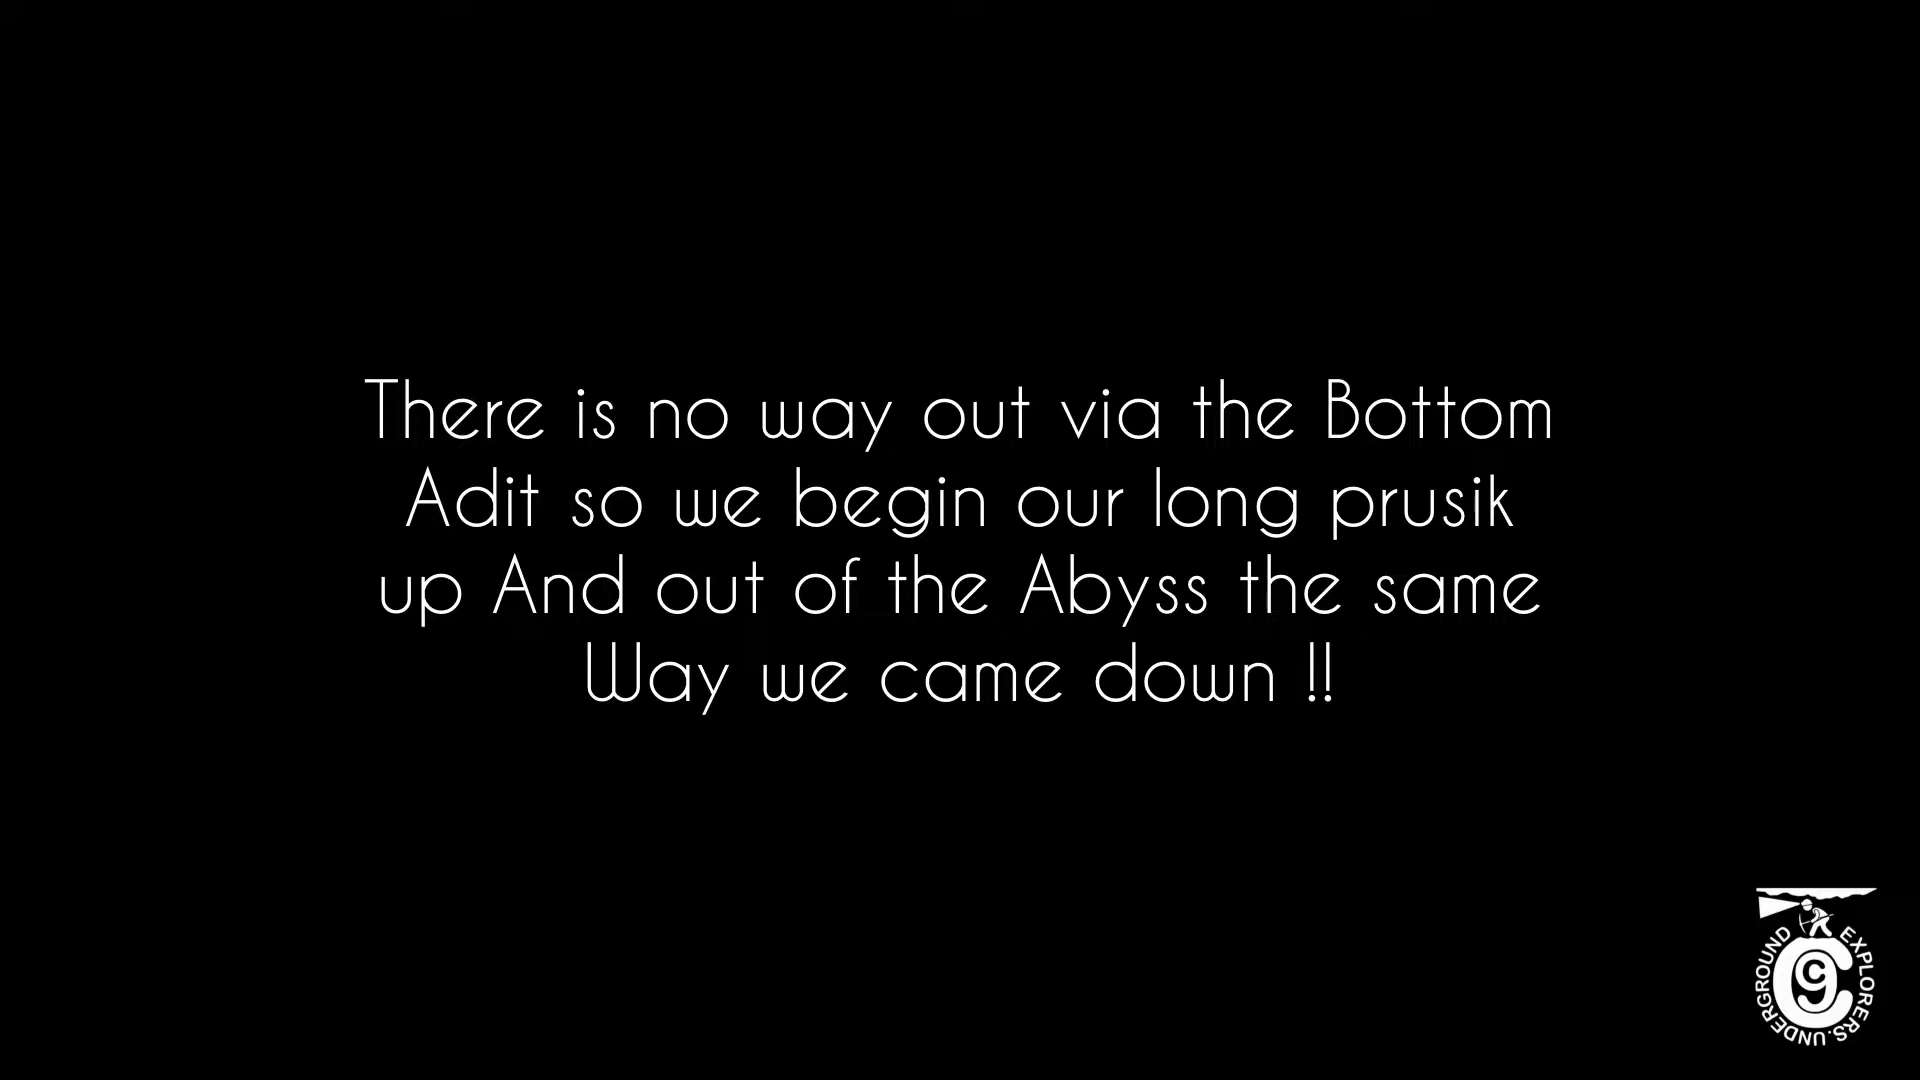 There is no way out via the Bottom
Adit so we begin our long prusik
up And out of the Abyss the same
Way we came down !!
UNDERGROUND EXPLORERS.
C9C